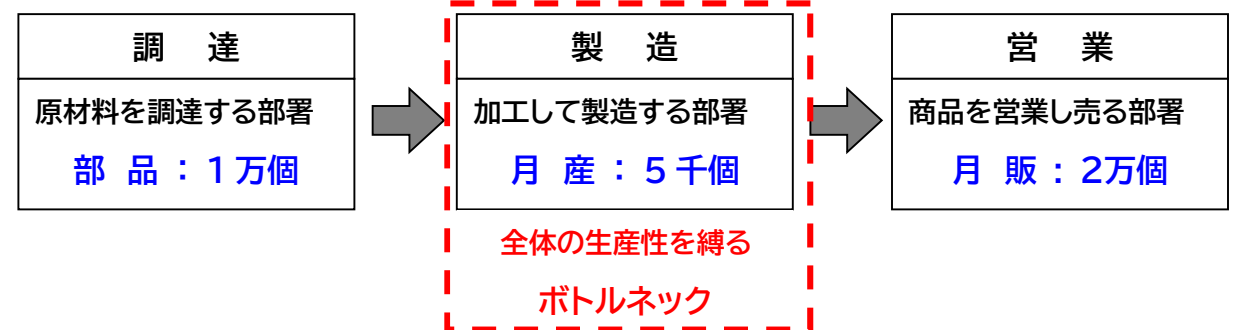 調 達
原材料を調達する部署
部 品 : 1万個
製 造
加工して製造する部署
月 産 : 5千個
全体の生産性を縛る
ボトルネック
営 業
商品を営業し売る部署
月 販 : 2万個